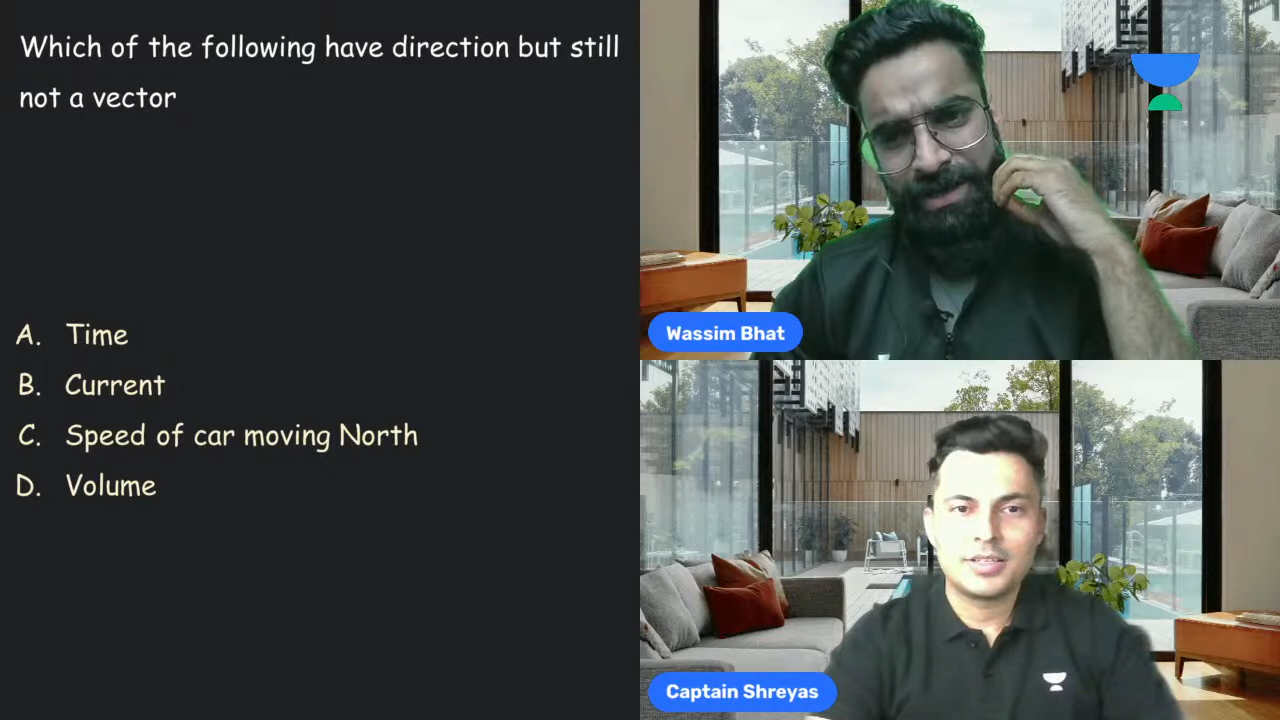 Which of the following have direction but still
not a vector
A. Time
B. Current
C. Speed of car moving North
D. Volume
Wassim Bhat
Captain Shreyas